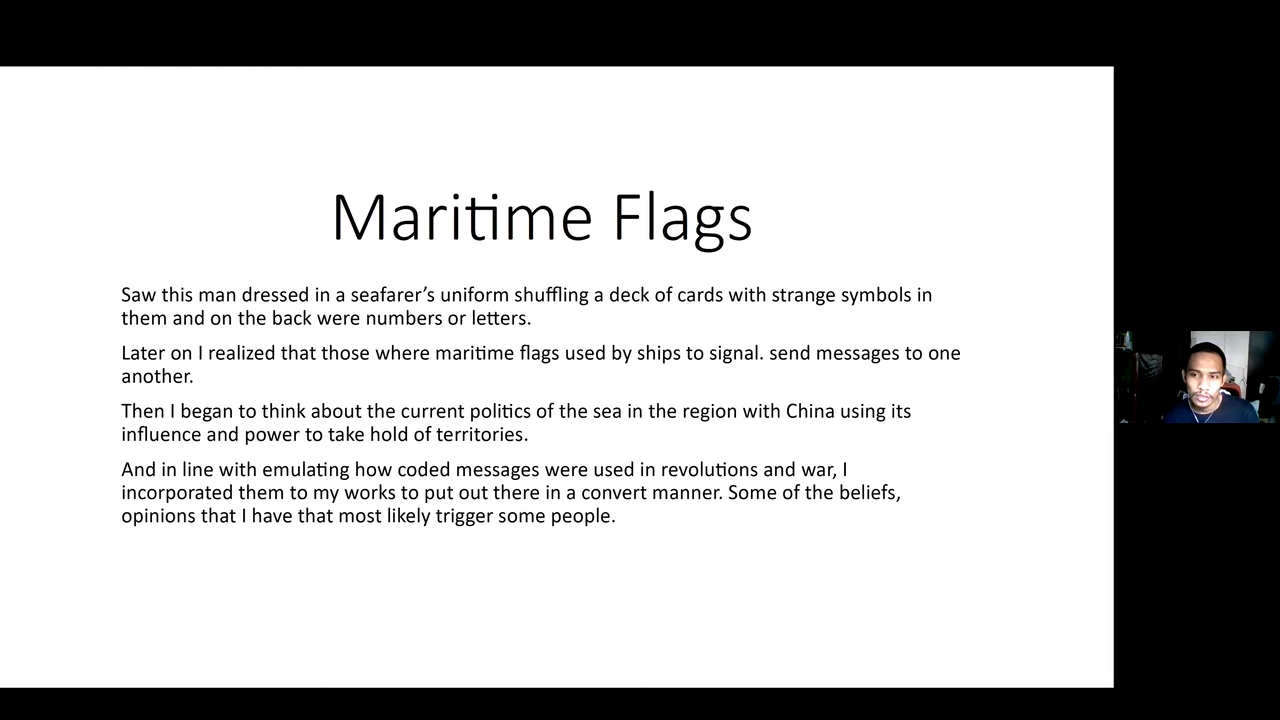 Maritime Flags
Saw this man dressed in a seafarer’s uniform shuffling a deck of cards with strange symbols in
them and on the back were numbers or letters.
Later on I realized that those where maritime flags used by ships to signal. send messages to one
another.
Then I began to think about the current politics of the sea in the region with China using its
influence and power to take hold of territories.
And in line with emulating how coded messages were used in revolutions and war, I
incorporated them to my works to put out there in a convert manner. Some of the beliefs,
opinions that I have that most likely trigger some people.